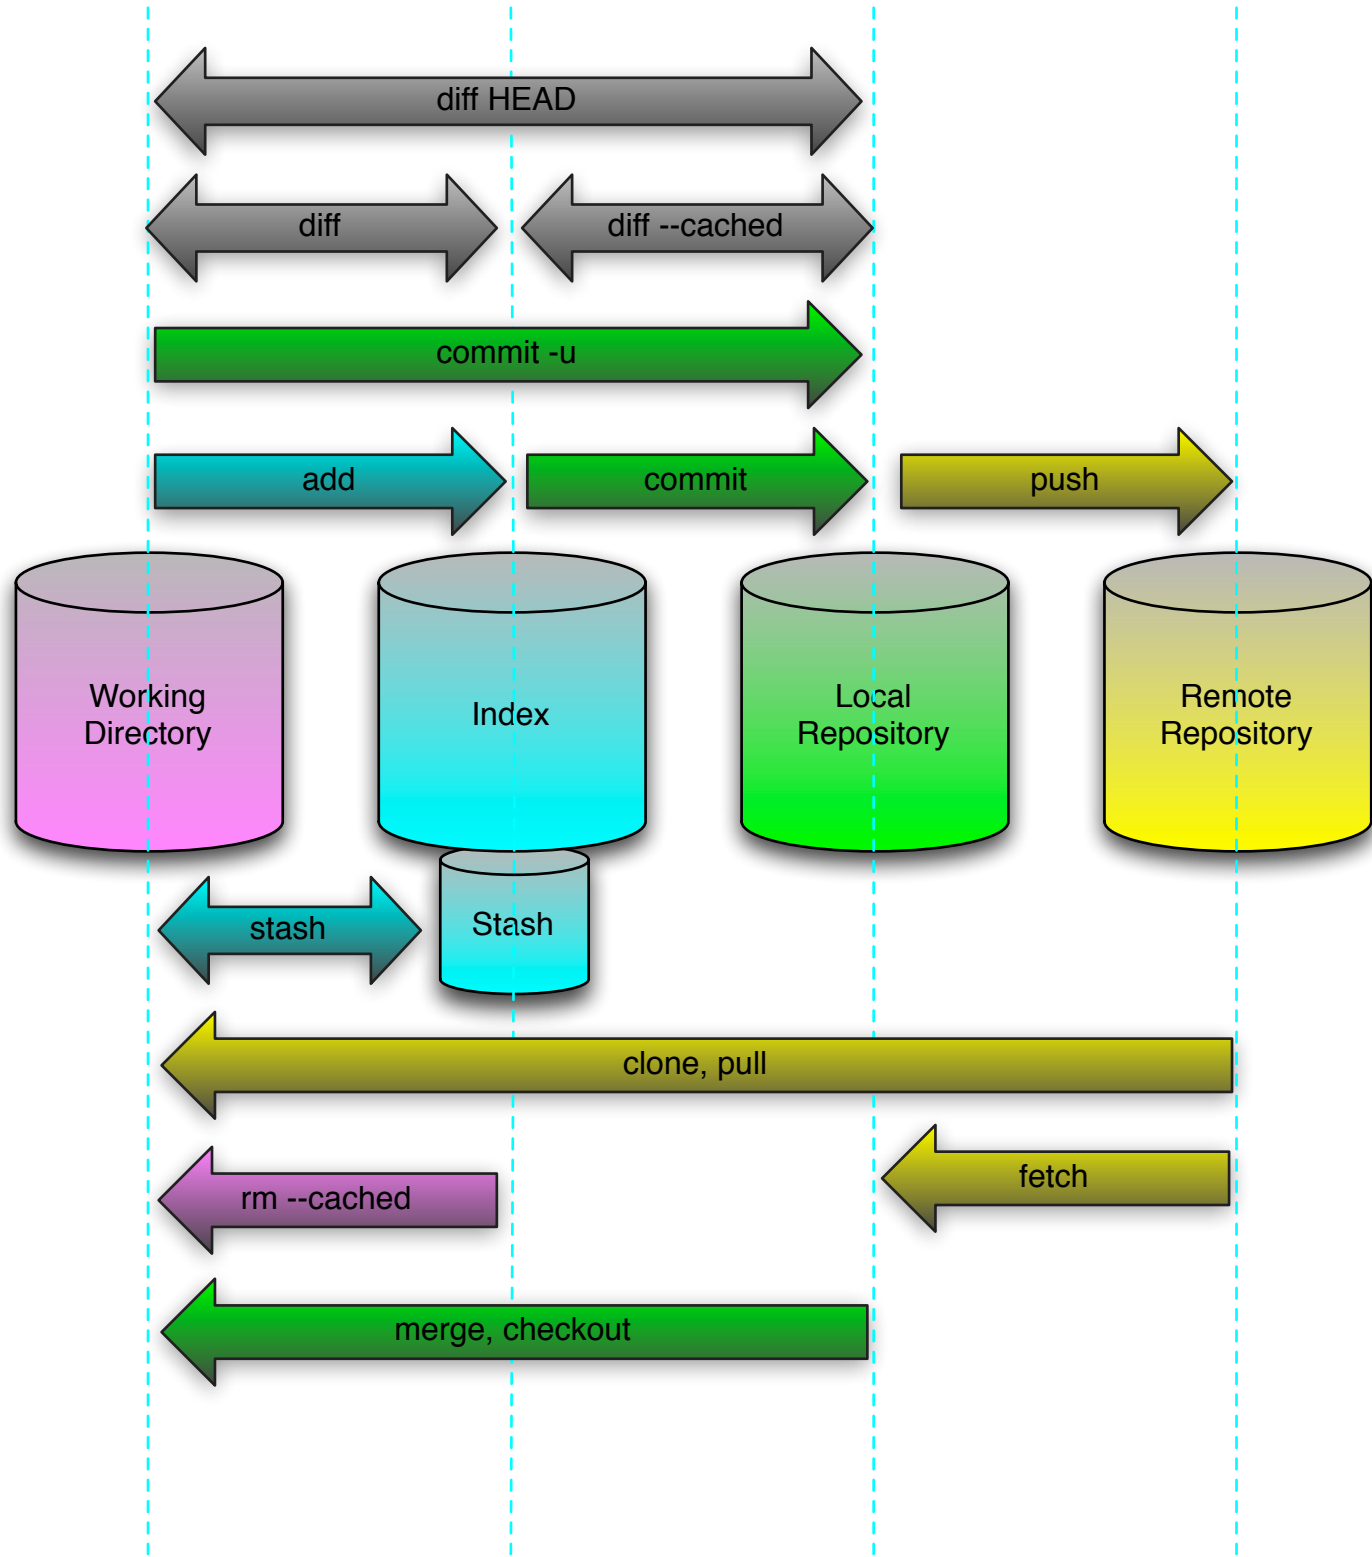 diff HEAD
diff
diff --cached
commit -u
add
commit
push
Working
Directory
Index
Local
Repository
Remote
Repository
stash
Stash
clone, pull
fetch
rm --cached
merge, checkout